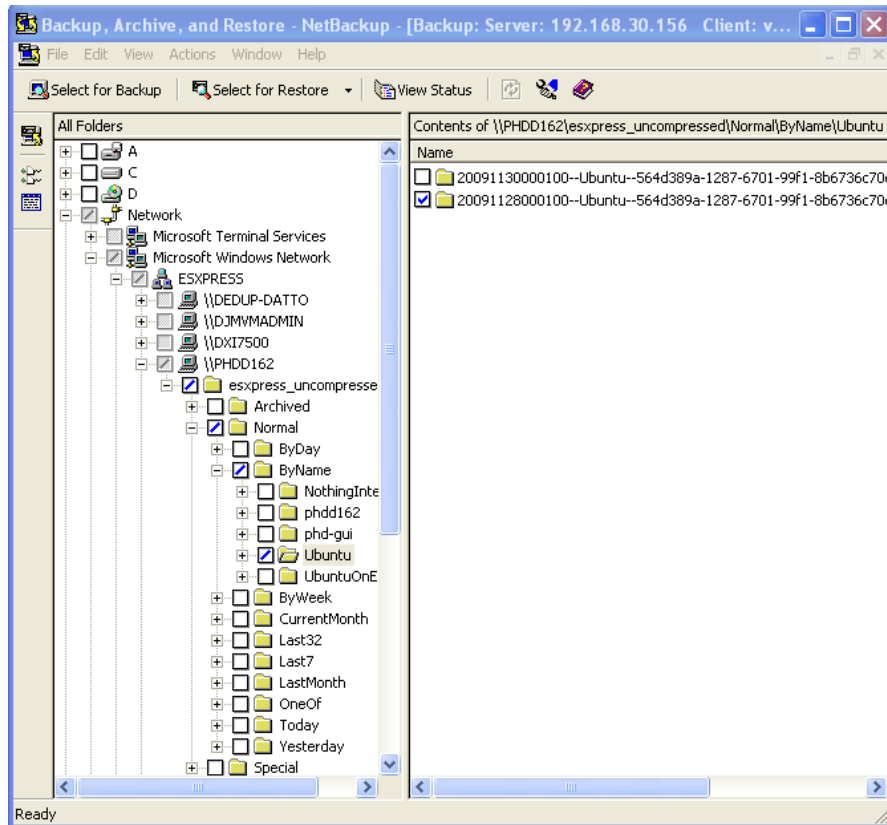 Backup, Archive, and Restore - NetBackup - [Backup: Server: 192.168.30.156 Client: v...
File Edit View Actions Window Help
Select for Backup Select for Restore View Status
All Folders
Contents of \\PHDD162\esxpress_uncompressed\Normal\ByName\Ubuntu
Name
A
C
D
Network
Microsoft Terminal Services
Microsoft Windows Network
ESXPRESS
\\DEDUP-DATTO
\\DJMVMADMIN
\\DXI7500
\\PHDD162
esxpress_uncompresse
Archived
Normal
ByDay
ByName
NothingInte
phdd162
phd-gui
Ubuntu
UbuntuOnE
ByWeek
CurrentMonth
Last32
Last7
LastMonth
OneOf
Today
Yesterday
Special
20091130000100--Ubuntu--564d389a-1287-6701-99f1-8b6736c70
20091128000100--Ubuntu--564d389a-1287-6701-99f1-8b6736c70
Ready